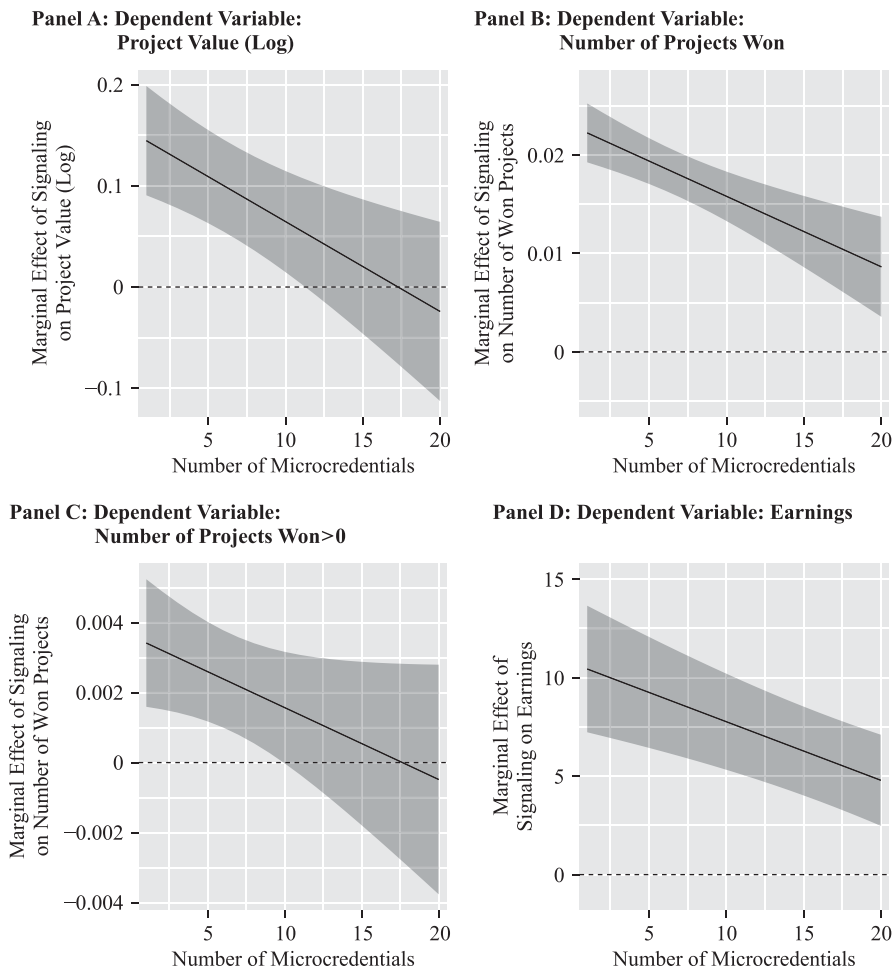 Panel A: Dependent Variable:
Project Value (Log)
Marginal Effect of Signaling
on Project Value (Log)
0.2
0.1
0
−0.1
5
10
15
20
Number of Microcredentials
Panel B: Dependent Variable:
Number of Projects Won
Marginal Effect of Signaling
on Number of Won Projects
0.02
0.01
0
5
10
15
20
Number of Microcredentials
Panel C: Dependent Variable:
Number of Projects Won>0
Marginal Effect of Signaling
on Number of Won Projects
0.004
0.002
0
−0.002
−0.004
5
10
15
20
Number of Microcredentials
Panel D: Dependent Variable: Earnings
Marginal Effect of
Signaling on Earnings
15
10
5
0
5
10
15
20
Number of Microcredentials